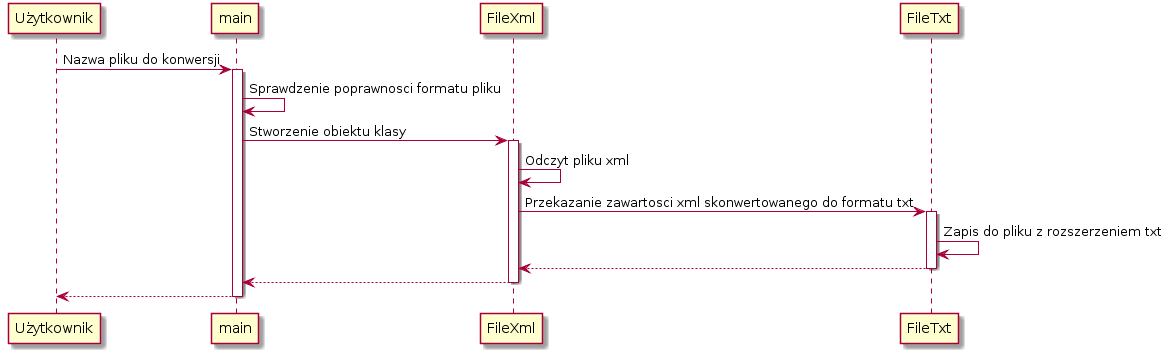 Użytkownik
main
FileXml
FileTxt
Nazwa pliku do konwersji
Sprawdzenie poprawnosci formatu pliku
Stworzenie obiektu klasy
Odczyt pliku xml
Przekazanie zawartosci xml skonwertowanego do formatu txt
Zapis do pliku z rozszerzeniem txt
Użytkownik
main
FileXml
FileTxt